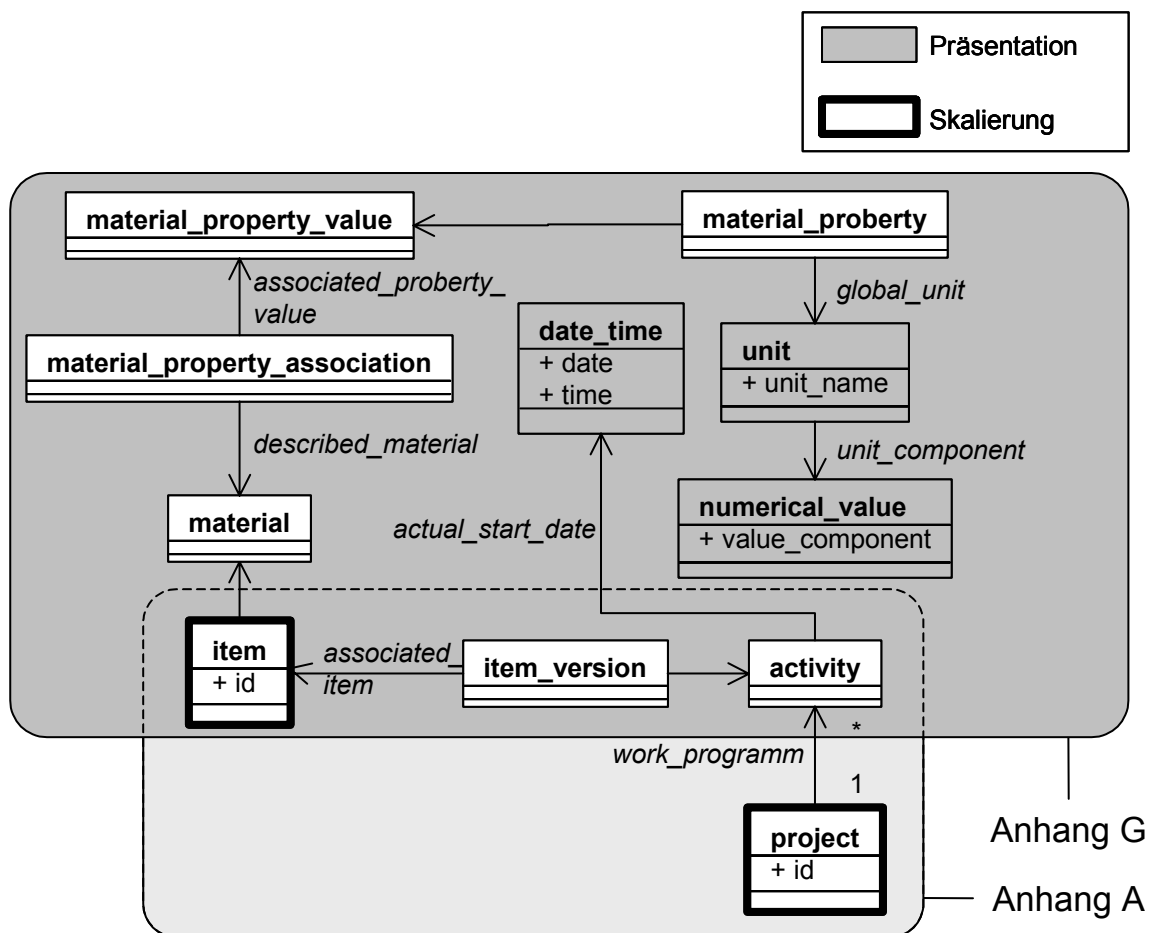 Präsentation
Skalierung
material_property_value
material_proberty
associated_proberty_
value
global_unit
date_time
+ date
+ time
unit
+ unit_name
material_property_association
described_material
unit_component
material
actual_start_date
numerical_value
+ value_component
item
+ id
associated_
item
item_version
activity
work_programm
*
1
project
+ id
Anhang G
Anhang A